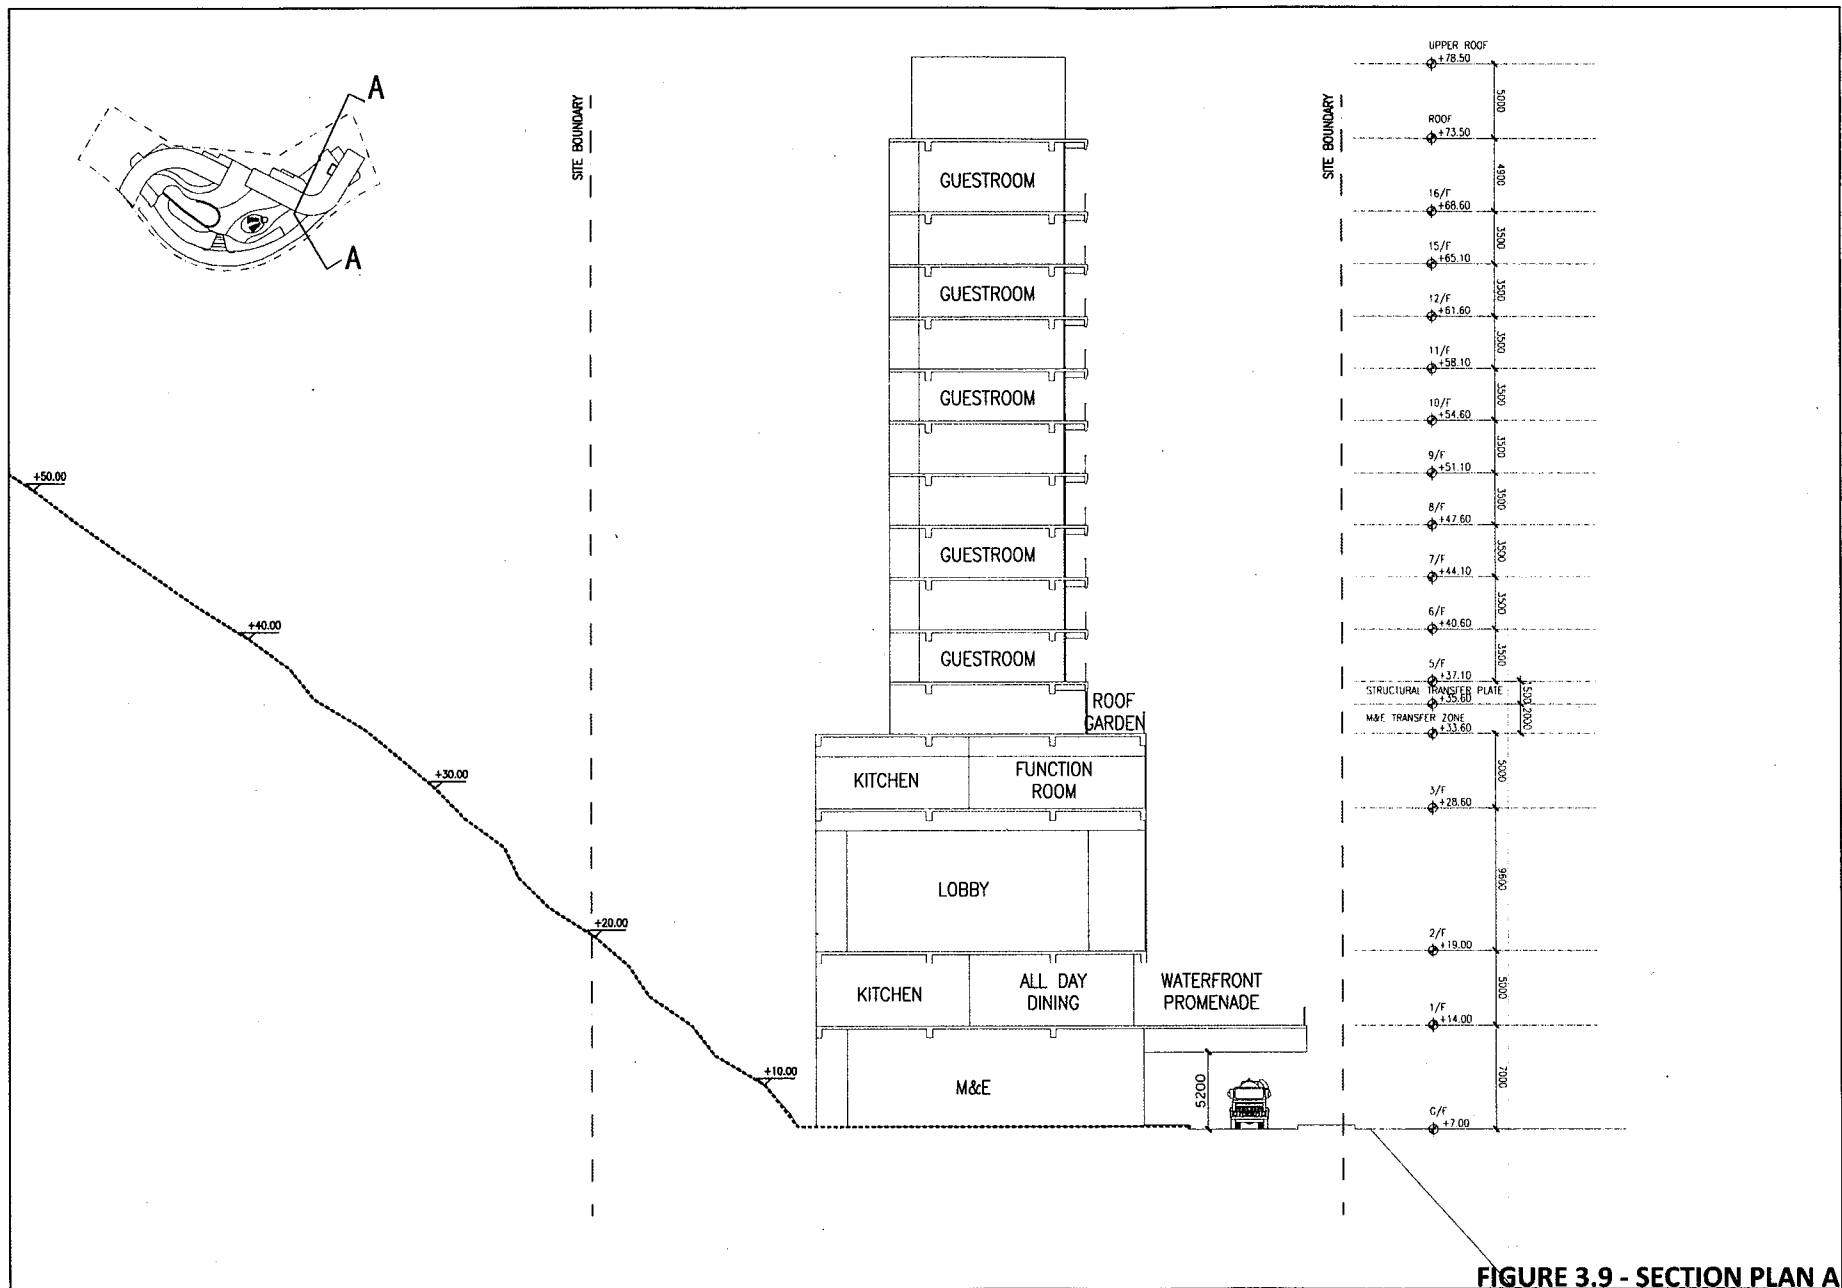 A
A
SITE BOUNDARY
SITE BOUNDARY
UPPER ROOF
+78.50
5000
ROOF
+73.50
4900
16/F
+68.60
3500
15/F
+65.10
3500
12/F
+61.60
3500
11/F
+58.10
3500
10/F
+54.60
3500
9/F
+51.10
3500
8/F
+47.60
3500
7/F
+44.10
3500
6/F
+40.60
3500
5/F
+37.10
STRUCTURAL TRANSFER PLATE
+35.60
1500
M&E TRANSFER ZONE
+33.60
2000
5000
3/F
+28.60
9600
2/F
+19.00
5000
1/F
+14.00
7000
G/F
+7.00
GUESTROOM
GUESTROOM
GUESTROOM
GUESTROOM
GUESTROOM
ROOF
GARDEN
KITCHEN
FUNCTION
ROOM
LOBBY
KITCHEN
ALL DAY
DINING
WATERFRONT
PROMENADE
M&E
5200
+50.00
+40.00
+30.00
+20.00
+10.00
FIGURE 3.9 - SECTION PLAN A